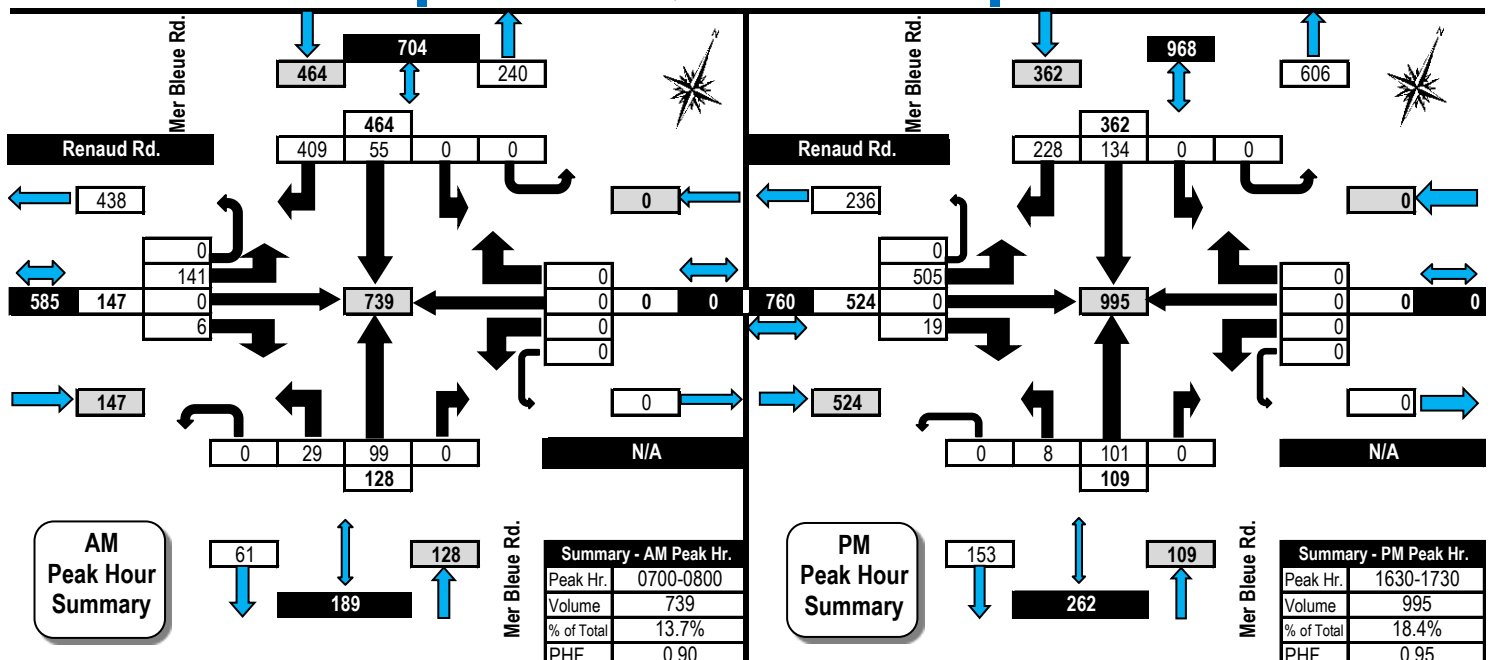 Mer Bleue Rd.
464
704
240
N
464
409 55 0 0
Renaud Rd.
438
0
0
141
0
6
585 147
739
0
0
0
0
0 0
147
0
0 29 99 0
128
N/A
AM
Peak Hour
Summary
61
128
189
Mer Bleue Rd.
Summary - AM Peak Hr.
Peak Hr. 0700-0800
Volume 739
% of Total 13.7%
PHF 0.90
Mer Bleue Rd.
362
968
606
N
362
228 134 0 0
Renaud Rd.
236
0
0
505
0
19
760 524
995
0
0
0
0
0 0
524
0
0 8 101 0
109
N/A
PM
Peak Hour
Summary
153
109
262
Mer Bleue Rd.
Summary - PM Peak Hr.
Peak Hr. 1630-1730
Volume 995
% of Total 18.4%
PHF 0.95